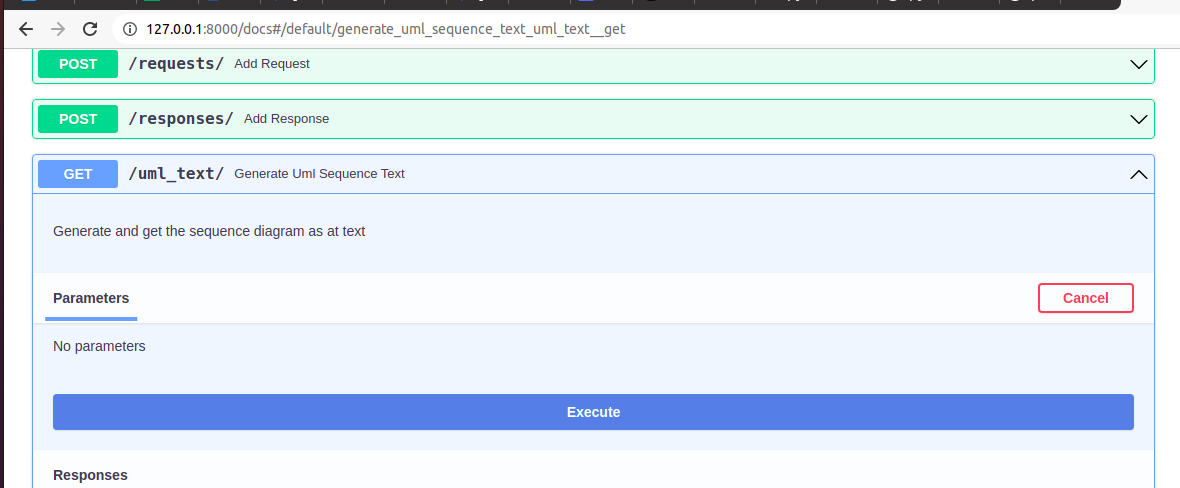 127.0.0.1:8000/docs#/default/generate_uml_sequence_text_uml_text__get
POST /requests/ Add Request
POST /responses/ Add Response
GET /uml_text/ Generate Uml Sequence Text
Generate and get the sequence diagram as at text
Parameters Cancel
No parameters
Execute
Responses